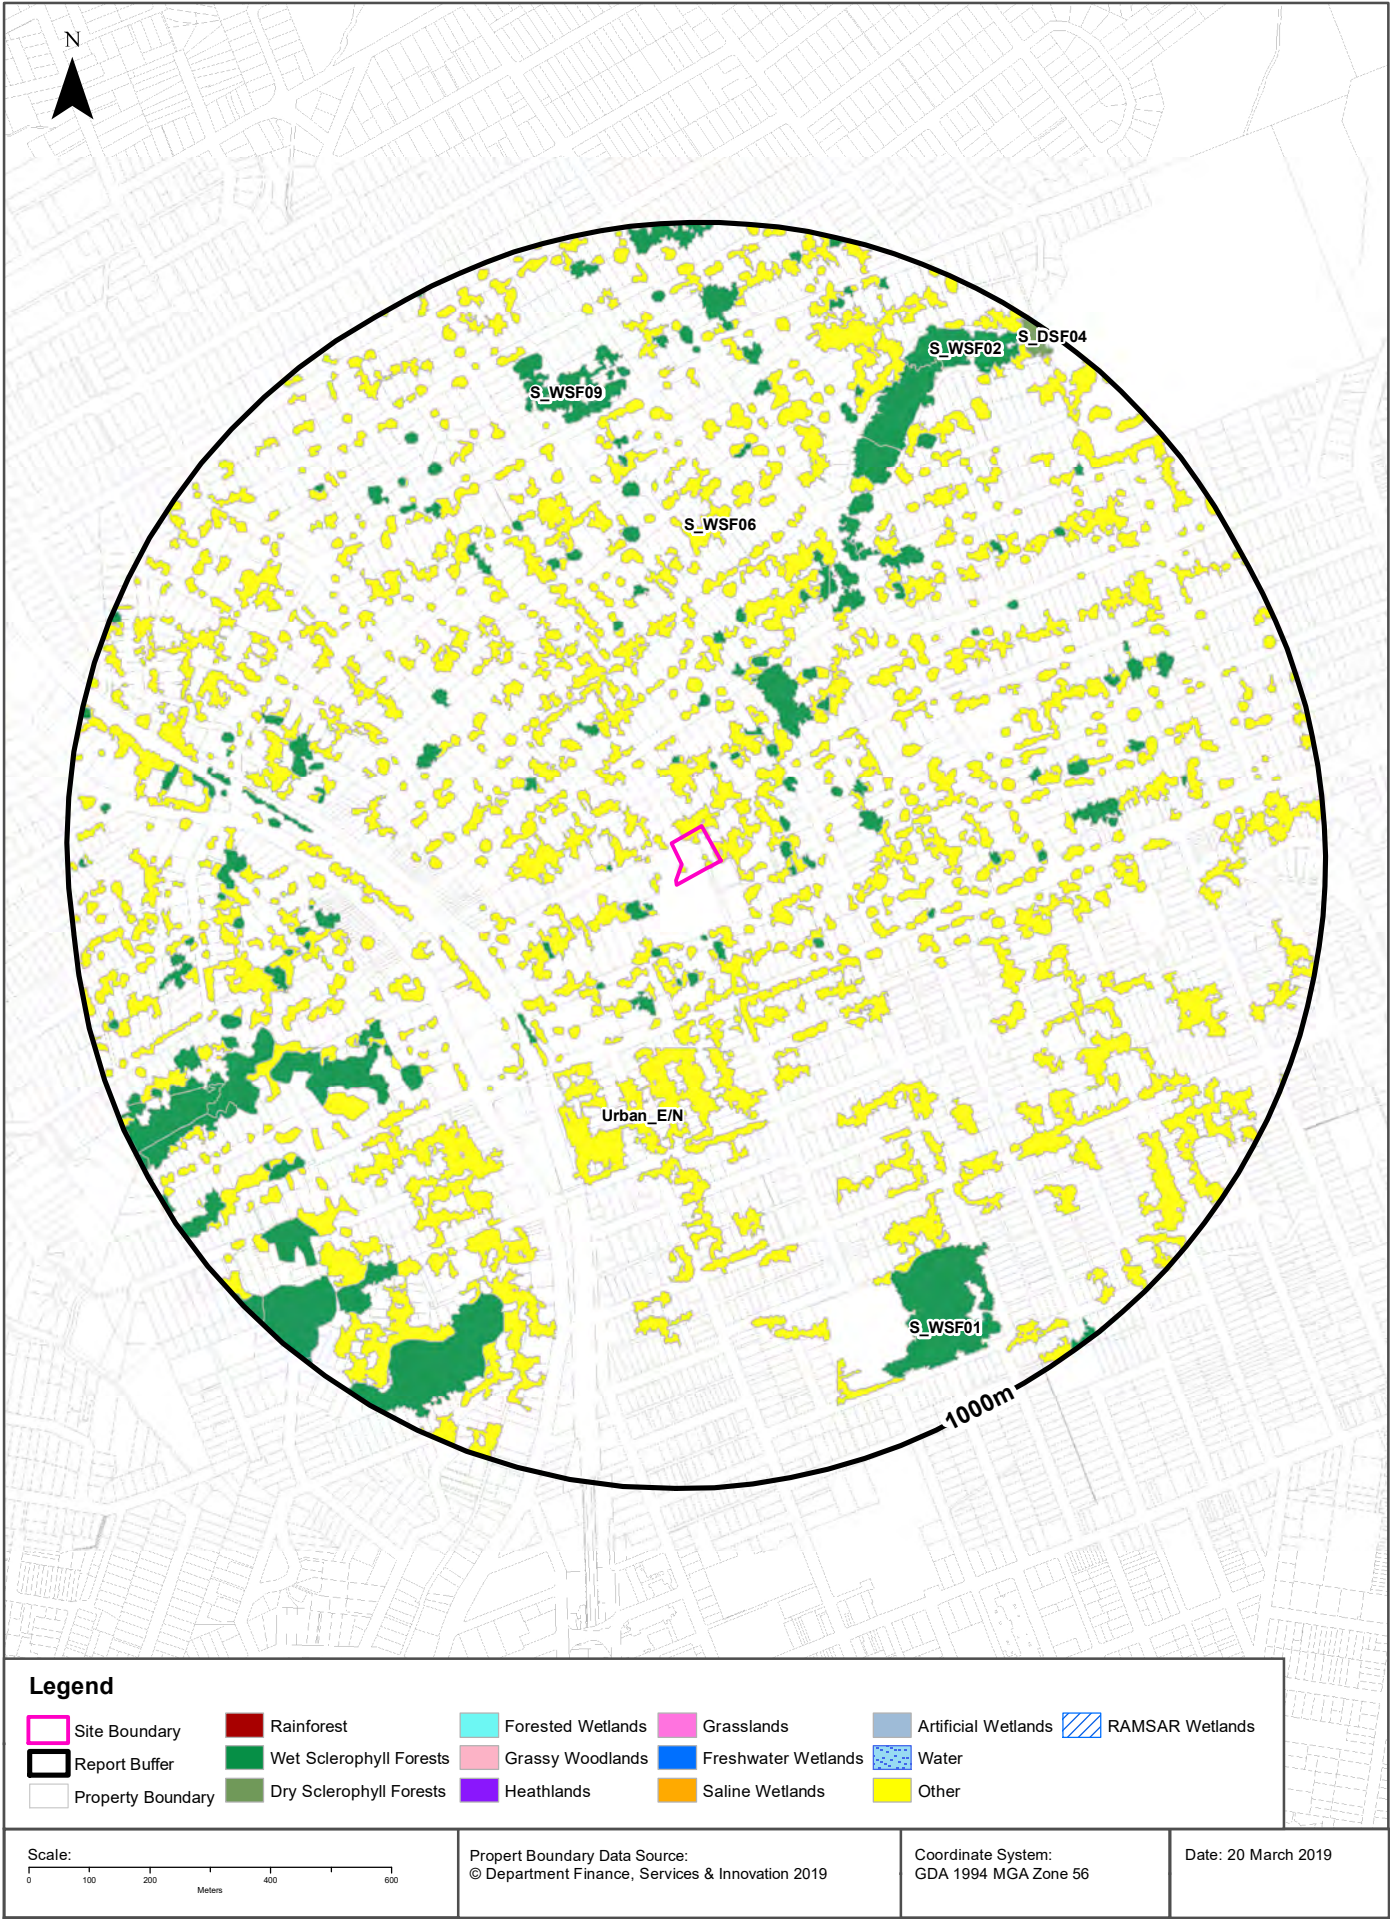 N
S_DSF04
S_WSF02
S_WSF09
S_WSF06
Urban_E/N
S_WSF01
1000m
Legend
Site Boundary
Report Buffer
Property Boundary
Rainforest
Wet Sclerophyll Forests
Dry Sclerophyll Forests
Forested Wetlands
Grassy Woodlands
Heathlands
Grasslands
Freshwater Wetlands
Saline Wetlands
Artificial Wetlands
Water
Other
RAMSAR Wetlands
Scale:
0 100 200 400 600
Meters
Propert Boundary Data Source:
© Department Finance, Services & Innovation 2019
Coordinate System:
GDA 1994 MGA Zone 56
Date: 20 March 2019